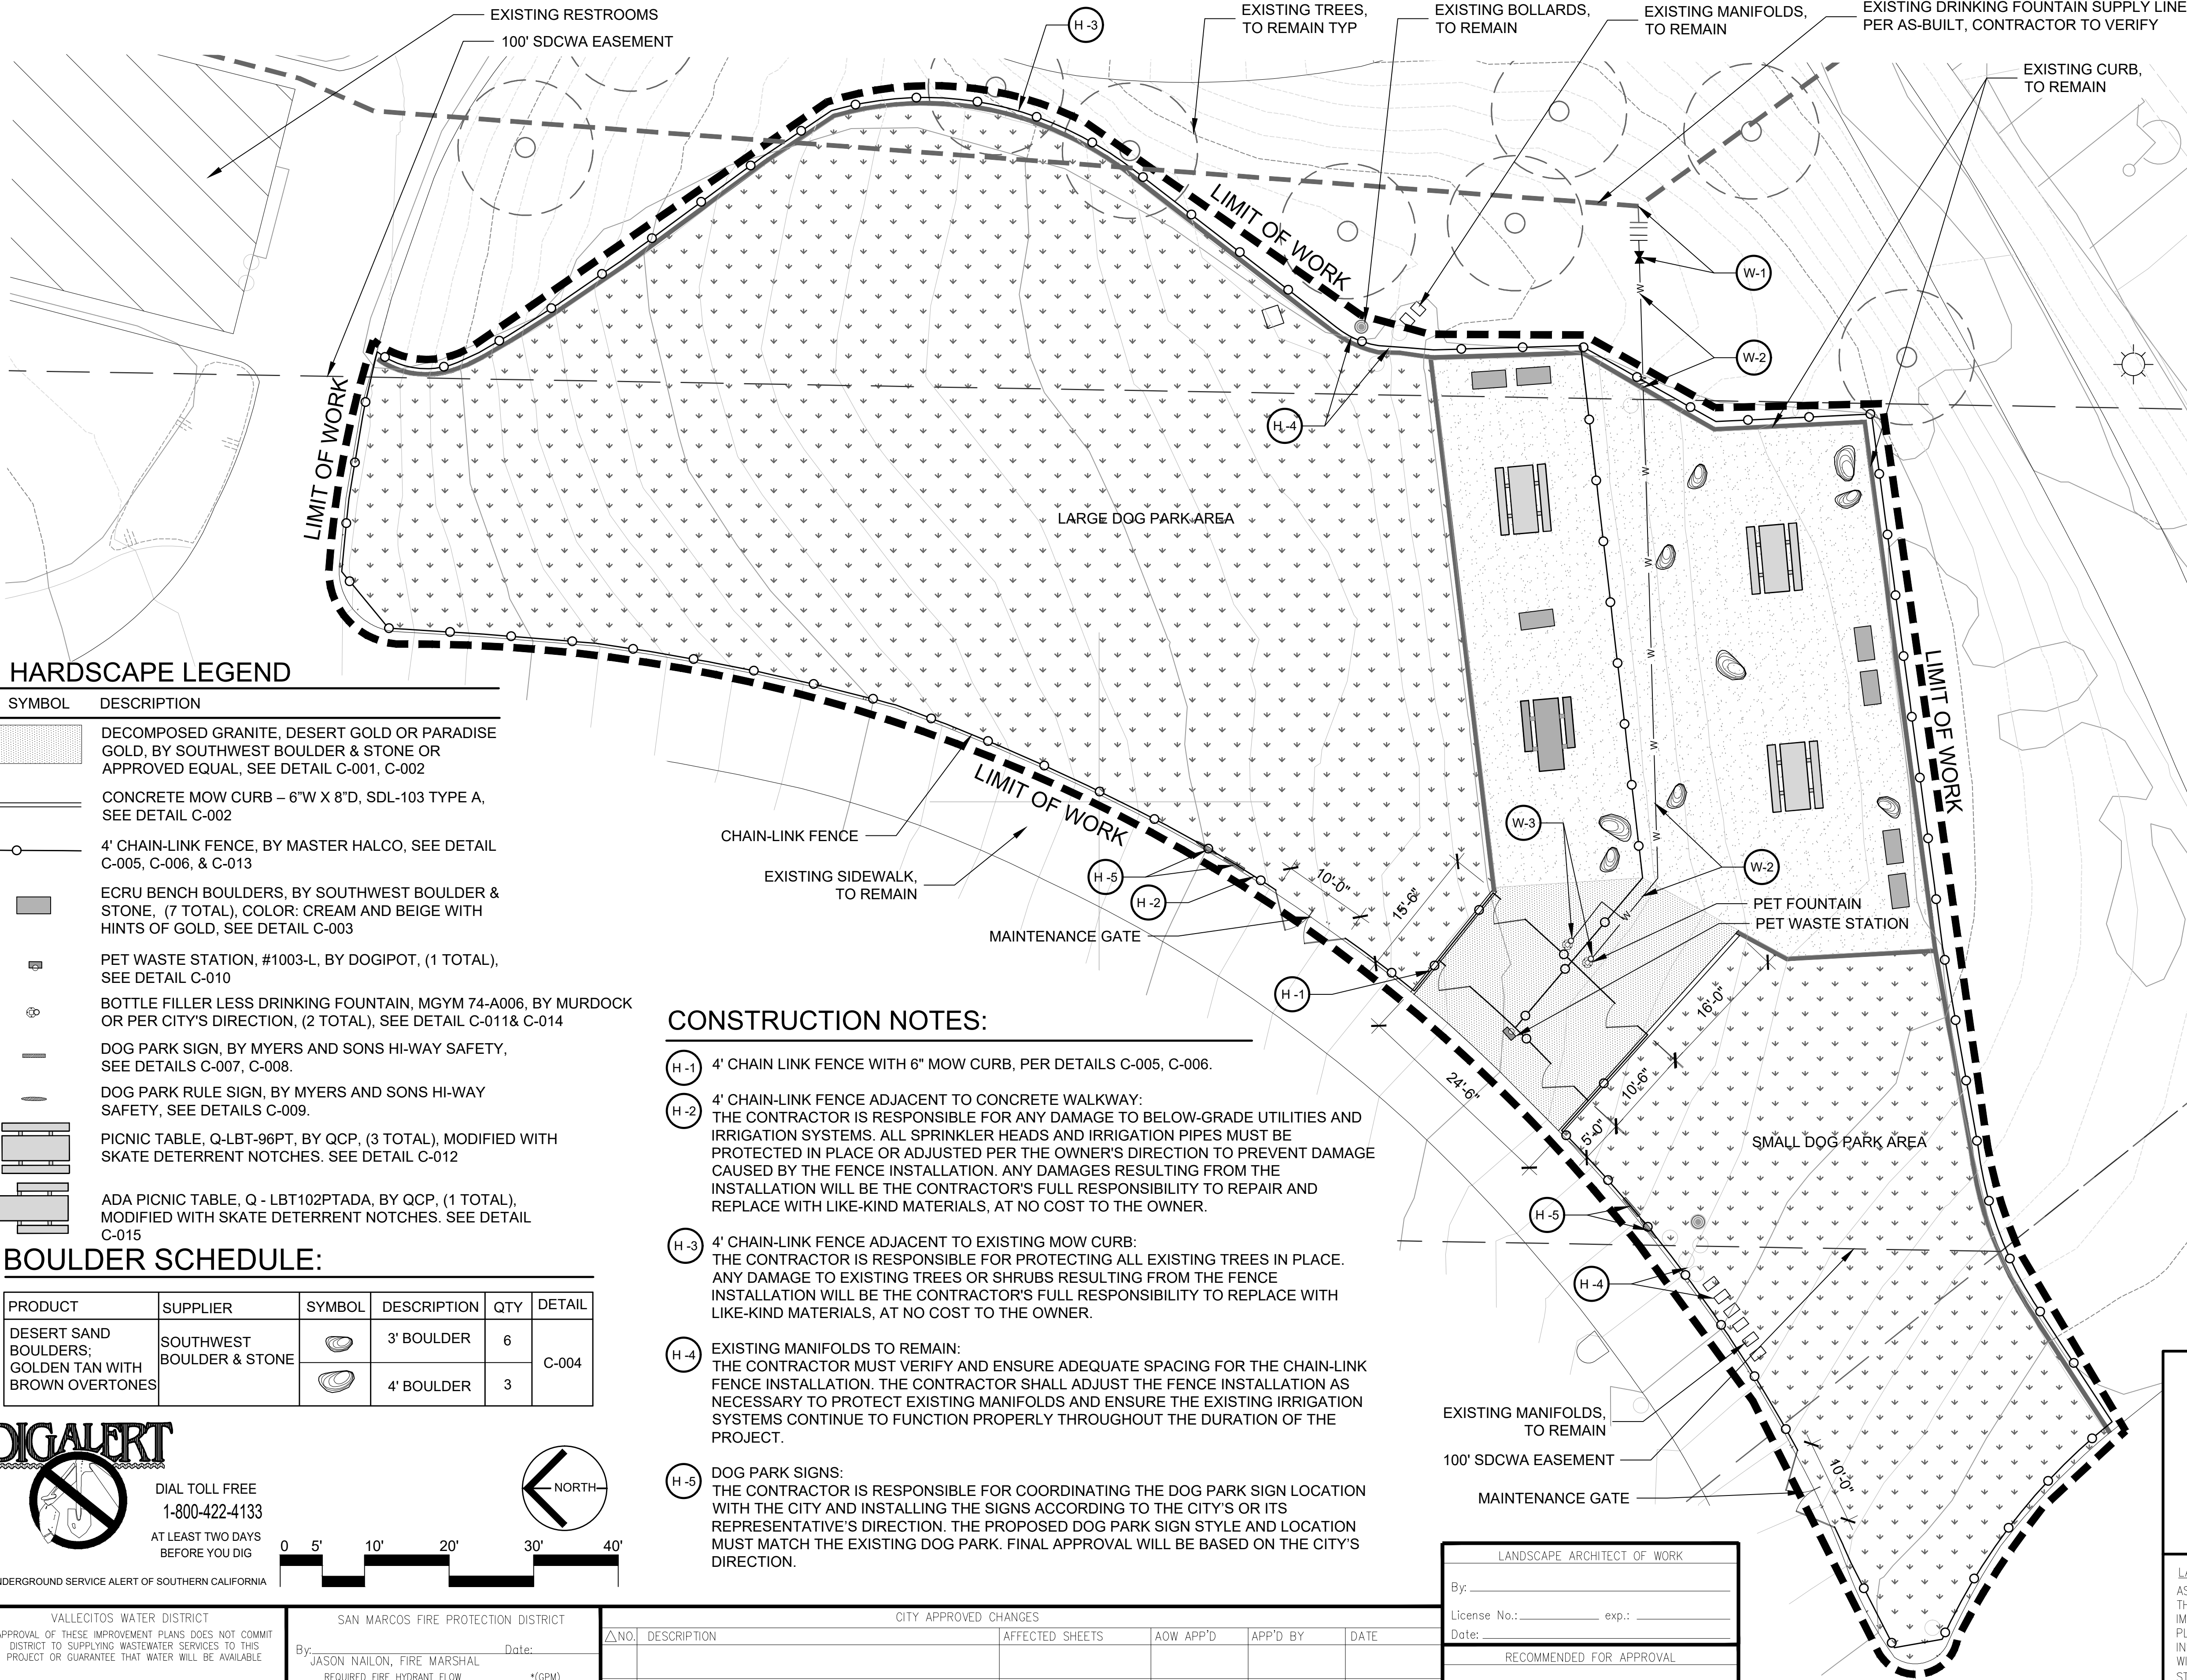 EXISTING RESTROOMS
100' SDCWA EASEMENT
H -3
EXISTING TREES,
TO REMAIN TYP
EXISTING BOLLARDS,
TO REMAIN
EXISTING MANIFOLDS,
TO REMAIN
EXISTING DRINKING FOUNTAIN SUPPLY LINE
PER AS-BUILT, CONTRACTOR TO VERIFY
EXISTING CURB,
TO REMAIN
LIMIT OF WORK
W-1
W
W-2
LIMIT OF WORK
H -4
W
LARGE DOG PARK AREA
W
W
LIMIT OF WORK
W
W
W-3
W-2
CHAIN-LINK FENCE
LIMIT OF WORK
EXISTING SIDEWALK,
TO REMAIN
H -5
H -2
10'-0"
15'-6"
W
PET FOUNTAIN
PET WASTE STATION
MAINTENANCE GATE
H -1
16'-0"
24'-6"
10'-6"
5'-0"
SMALL DOG PARK AREA
H -5
H -4
EXISTING MANIFOLDS,
TO REMAIN
100' SDCWA EASEMENT
MAINTENANCE GATE
10'-0"
HARDSCAPE LEGEND
SYMBOL DESCRIPTION
DECOMPOSED GRANITE, DESERT GOLD OR PARADISE
GOLD, BY SOUTHWEST BOULDER & STONE OR
APPROVED EQUAL, SEE DETAIL C-001, C-002
CONCRETE MOW CURB – 6"W X 8"D, SDL-103 TYPE A,
SEE DETAIL C-002
4' CHAIN-LINK FENCE, BY MASTER HALCO, SEE DETAIL
C-005, C-006, & C-013
ECRU BENCH BOULDERS, BY SOUTHWEST BOULDER &
STONE, (7 TOTAL), COLOR: CREAM AND BEIGE WITH
HINTS OF GOLD, SEE DETAIL C-003
PET WASTE STATION, #1003-L, BY DOGIPOT, (1 TOTAL),
SEE DETAIL C-010
BOTTLE FILLER LESS DRINKING FOUNTAIN, MGYM 74-A006, BY MURDOCK
OR PER CITY'S DIRECTION, (2 TOTAL), SEE DETAIL C-011& C-014
DOG PARK SIGN, BY MYERS AND SONS HI-WAY SAFETY,
SEE DETAILS C-007, C-008.
DOG PARK RULE SIGN, BY MYERS AND SONS HI-WAY
SAFETY, SEE DETAILS C-009.
PICNIC TABLE, Q-LBT-96PT, BY QCP, (3 TOTAL), MODIFIED WITH
SKATE DETERRENT NOTCHES. SEE DETAIL C-012
ADA PICNIC TABLE, Q - LBT102PTADA, BY QCP, (1 TOTAL),
MODIFIED WITH SKATE DETERRENT NOTCHES. SEE DETAIL
C-015
BOULDER SCHEDULE:
PRODUCT SUPPLIER SYMBOL DESCRIPTION QTY DETAIL
DESERT SAND
BOULDERS;
GOLDEN TAN WITH
BROWN OVERTONES
SOUTHWEST
BOULDER & STONE
3' BOULDER 6
4' BOULDER 3
C-004
DIGALERT
DIAL TOLL FREE
1-800-422-4133
AT LEAST TWO DAYS
BEFORE YOU DIG
UNDERGROUND SERVICE ALERT OF SOUTHERN CALIFORNIA
NORTH
0 5' 10' 20' 30' 40'
CONSTRUCTION NOTES:
H -1 4' CHAIN LINK FENCE WITH 6" MOW CURB, PER DETAILS C-005, C-006.
H -2 4' CHAIN-LINK FENCE ADJACENT TO CONCRETE WALKWAY:
THE CONTRACTOR IS RESPONSIBLE FOR ANY DAMAGE TO BELOW-GRADE UTILITIES AND
IRRIGATION SYSTEMS. ALL SPRINKLER HEADS AND IRRIGATION PIPES MUST BE
PROTECTED IN PLACE OR ADJUSTED PER THE OWNER'S DIRECTION TO PREVENT DAMAGE
CAUSED BY THE FENCE INSTALLATION. ANY DAMAGES RESULTING FROM THE
INSTALLATION WILL BE THE CONTRACTOR'S FULL RESPONSIBILITY TO REPAIR AND
REPLACE WITH LIKE-KIND MATERIALS, AT NO COST TO THE OWNER.
H -3 4' CHAIN-LINK FENCE ADJACENT TO EXISTING MOW CURB:
THE CONTRACTOR IS RESPONSIBLE FOR PROTECTING ALL EXISTING TREES IN PLACE.
ANY DAMAGE TO EXISTING TREES OR SHRUBS RESULTING FROM THE FENCE
INSTALLATION WILL BE THE CONTRACTOR'S FULL RESPONSIBILITY TO REPLACE WITH
LIKE-KIND MATERIALS, AT NO COST TO THE OWNER.
H -4 EXISTING MANIFOLDS TO REMAIN:
THE CONTRACTOR MUST VERIFY AND ENSURE ADEQUATE SPACING FOR THE CHAIN-LINK
FENCE INSTALLATION. THE CONTRACTOR SHALL ADJUST THE FENCE INSTALLATION AS
NECESSARY TO PROTECT EXISTING MANIFOLDS AND ENSURE THE EXISTING IRRIGATION
SYSTEMS CONTINUE TO FUNCTION PROPERLY THROUGHOUT THE DURATION OF THE
PROJECT.
H -5 DOG PARK SIGNS:
THE CONTRACTOR IS RESPONSIBLE FOR COORDINATING THE DOG PARK SIGN LOCATION
WITH THE CITY AND INSTALLING THE SIGNS ACCORDING TO THE CITY'S OR ITS
REPRESENTATIVE'S DIRECTION. THE PROPOSED DOG PARK SIGN STYLE AND LOCATION
MUST MATCH THE EXISTING DOG PARK. FINAL APPROVAL WILL BE BASED ON THE CITY'S
DIRECTION.
LANDSCAPE ARCHITECT OF WORK
By:
License No.: exp.:
Date:
RECOMMENDED FOR APPROVAL
VALLECITOS WATER DISTRICT
APPROVAL OF THESE IMPROVEMENT PLANS DOES NOT COMMIT
DISTRICT TO SUPPLYING WASTEWATER SERVICES TO THIS
PROJECT OR GUARANTEE THAT WATER WILL BE AVAILABLE
SAN MARCOS FIRE PROTECTION DISTRICT
By: Date:
JASON NAILON, FIRE MARSHAL
REQUIRED FIRE HYDRANT FLOW *(GPM)
CITY APPROVED CHANGES
NO. DESCRIPTION AFFECTED SHEETS AOW APP'D APP'D BY DATE